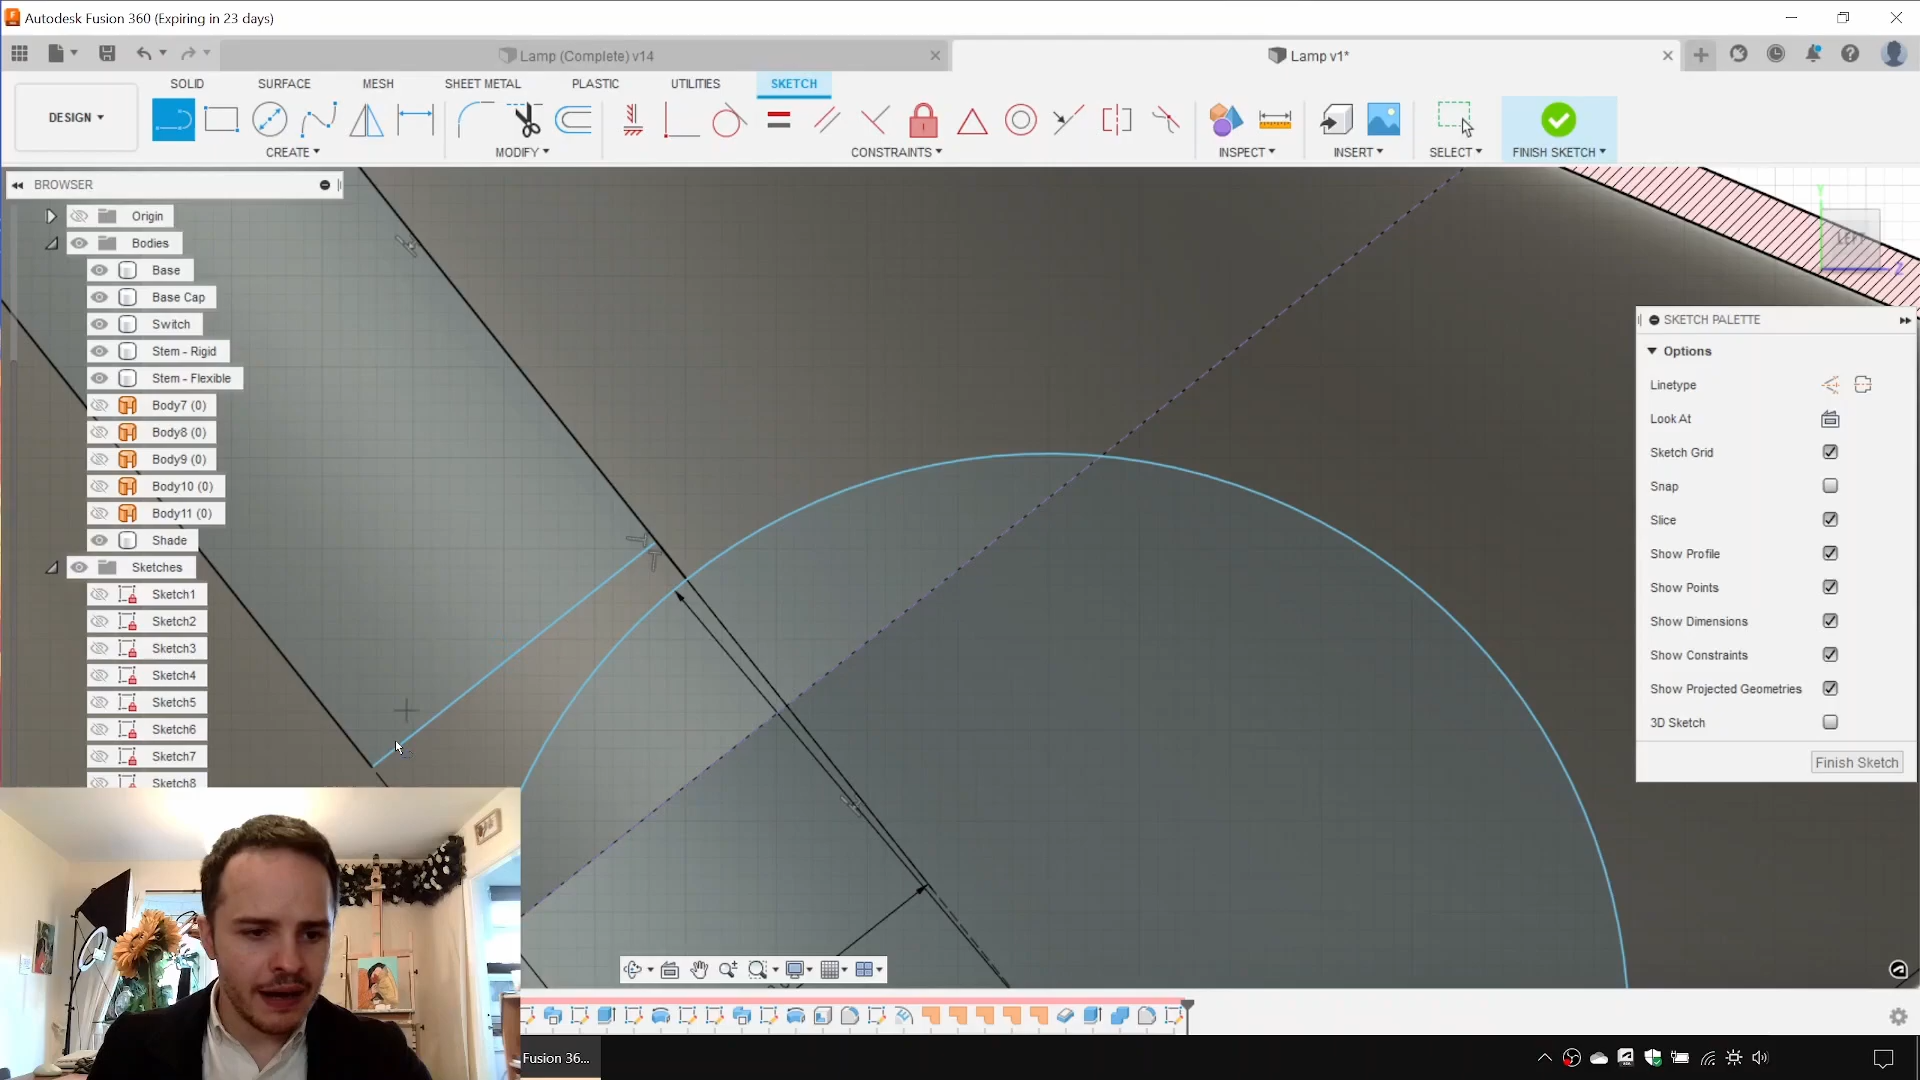 Autodesk Fusion 360 (Expiring in 23 days)
Lamp (Complete) v14
Lamp v1*
SOLID SURFACE MESH SHEET METAL PLASTIC UTILITIES SKETCH
DESIGN
CREATE MODIFY CONSTRAINTS INSPECT INSERT SELECT FINISH SKETCH
BROWSER
Origin
Bodies
Base
Base Cap
Switch
Stem - Rigid
Stem - Flexible
Body7 (0)
Body8 (0)
Body9 (0)
Body10 (0)
Body11 (0)
Shade
Sketches
Sketch1
Sketch2
Sketch3
Sketch4
Sketch5
Sketch6
Sketch7
Sketch8
Y
LEFT
Z
SKETCH PALETTE
Options
Linetype
Look At
Sketch Grid
Snap
Slice
Show Profile
Show Points
Show Dimensions
Show Constraints
Show Projected Geometries
3D Sketch
Finish Sketch
Fusion 36...